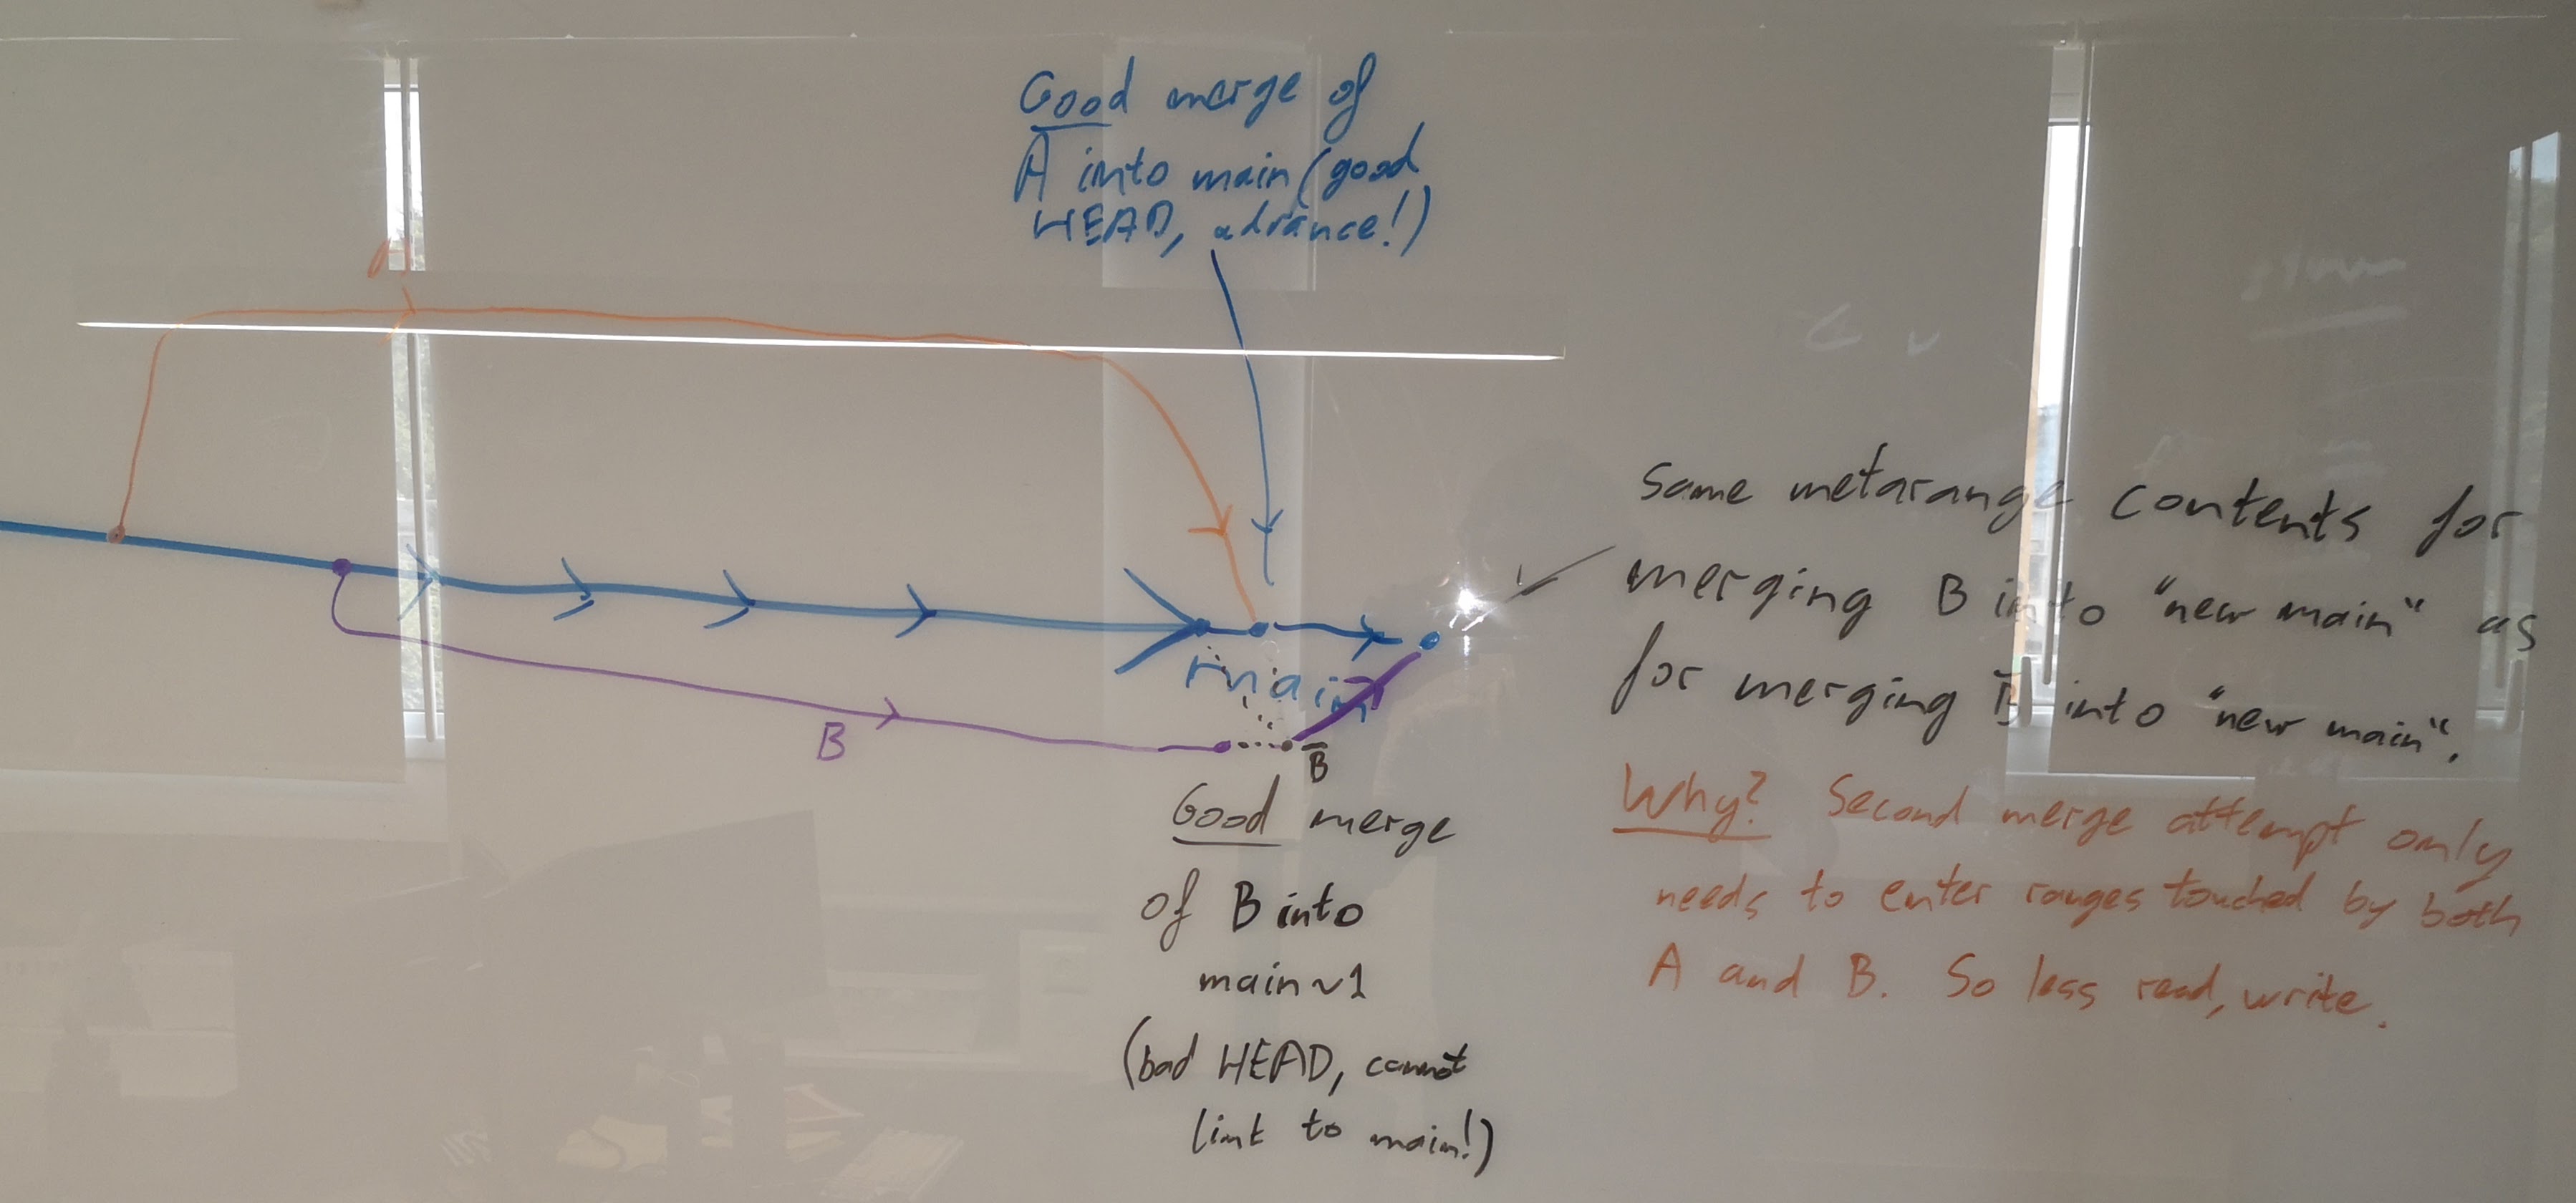 Good merge of
A into main (good
HEAD, advance!)
main
B
B̅
Good merge
of B into
main~1
(bad HEAD, cannot
link to main!)
Same metarange contents for
merging B into "new main" as
for merging B̅ into "new main".
Why? Second merge attempt only
needs to enter ranges touched by both
A and B. So less read, write.